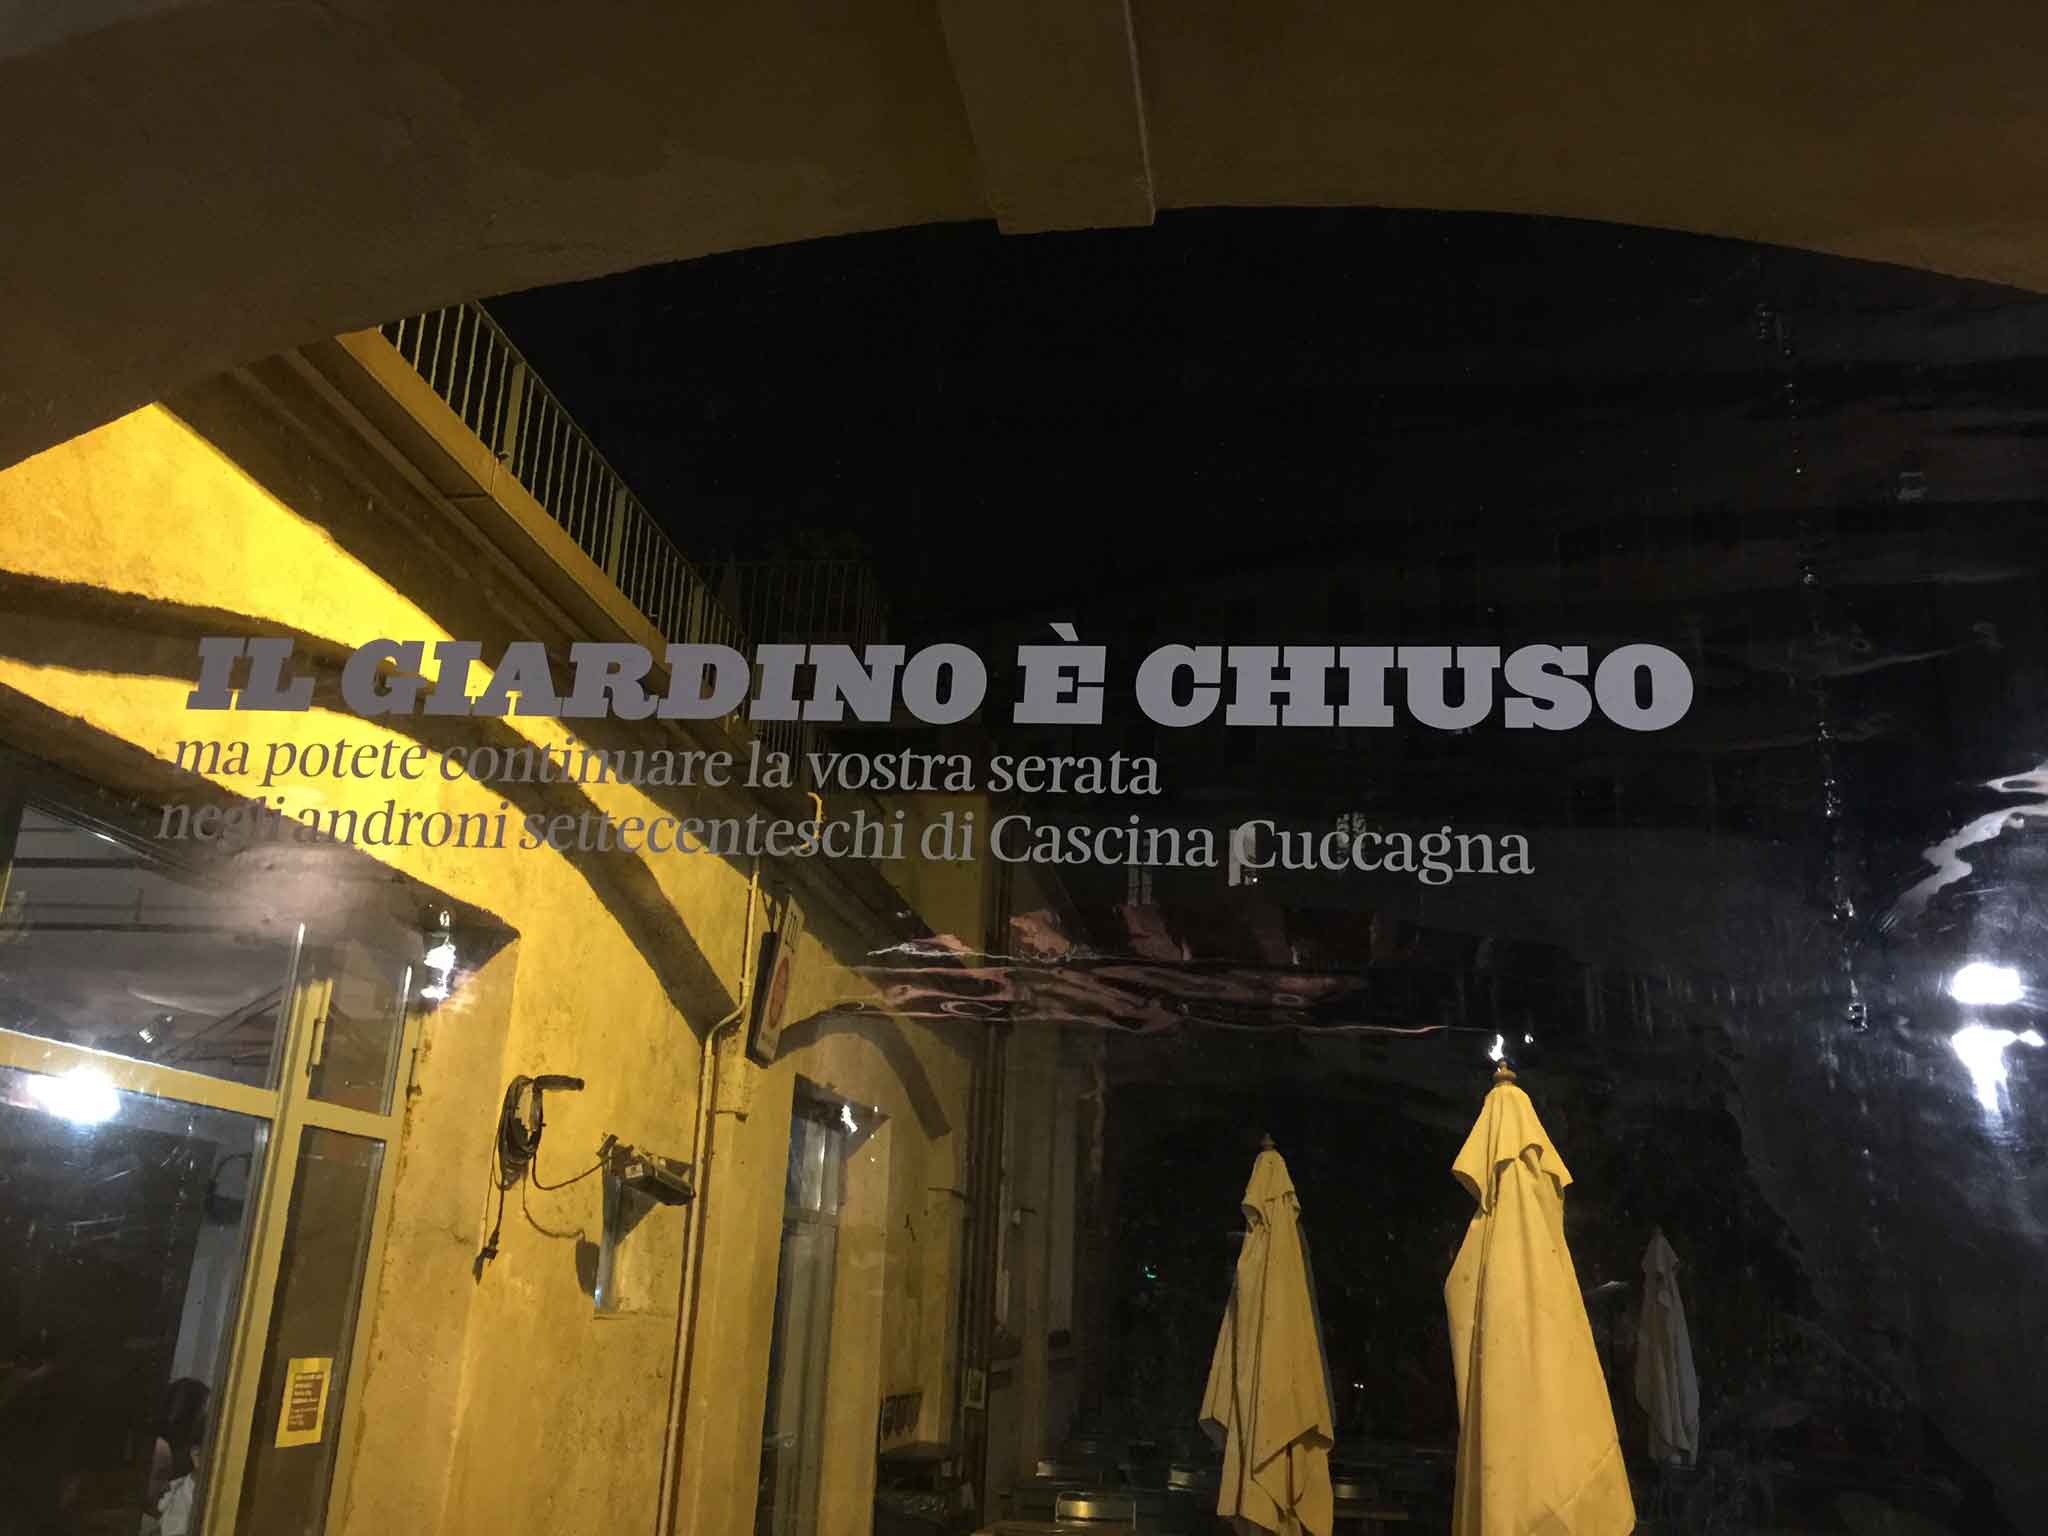 IL GIARDINO È CHIUSO
ma potete continuare la vostra serata
negli androni settecenteschi di Cascina Cuccagna